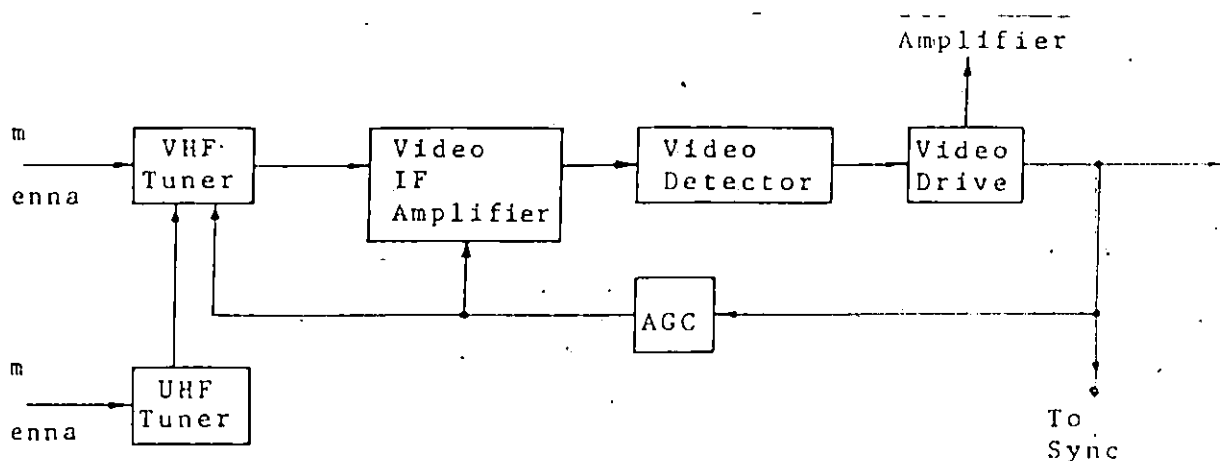 Amplifier
m
enna
VHF
Tuner
Video
IF
Amplifier
Video
Detector
Video
Drive
AGC
m
enna
UHF
Tuner
To
Sync